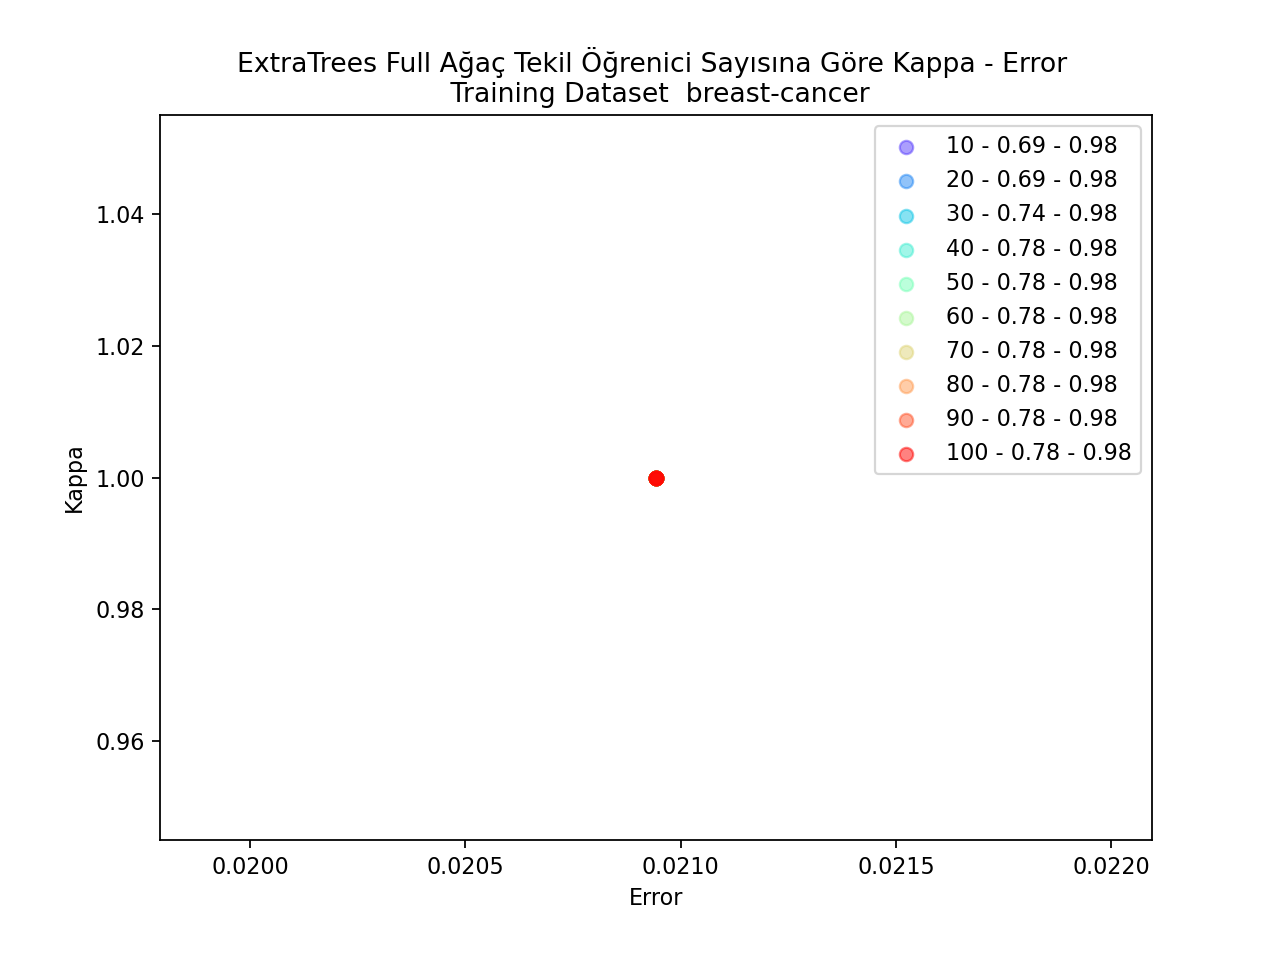 ExtraTrees Full Ağaç Tekil Öğrenici Sayısına Göre Kappa - Error
Training Dataset  breast-cancer
10 - 0.69 - 0.98
20 - 0.69 - 0.98
30 - 0.74 - 0.98
40 - 0.78 - 0.98
50 - 0.78 - 0.98
60 - 0.78 - 0.98
70 - 0.78 - 0.98
80 - 0.78 - 0.98
90 - 0.78 - 0.98
100 - 0.78 - 0.98
Kappa
1.04
1.02
1.00
0.98
0.96
0.0200
0.0205
0.0210
0.0215
0.0220
Error